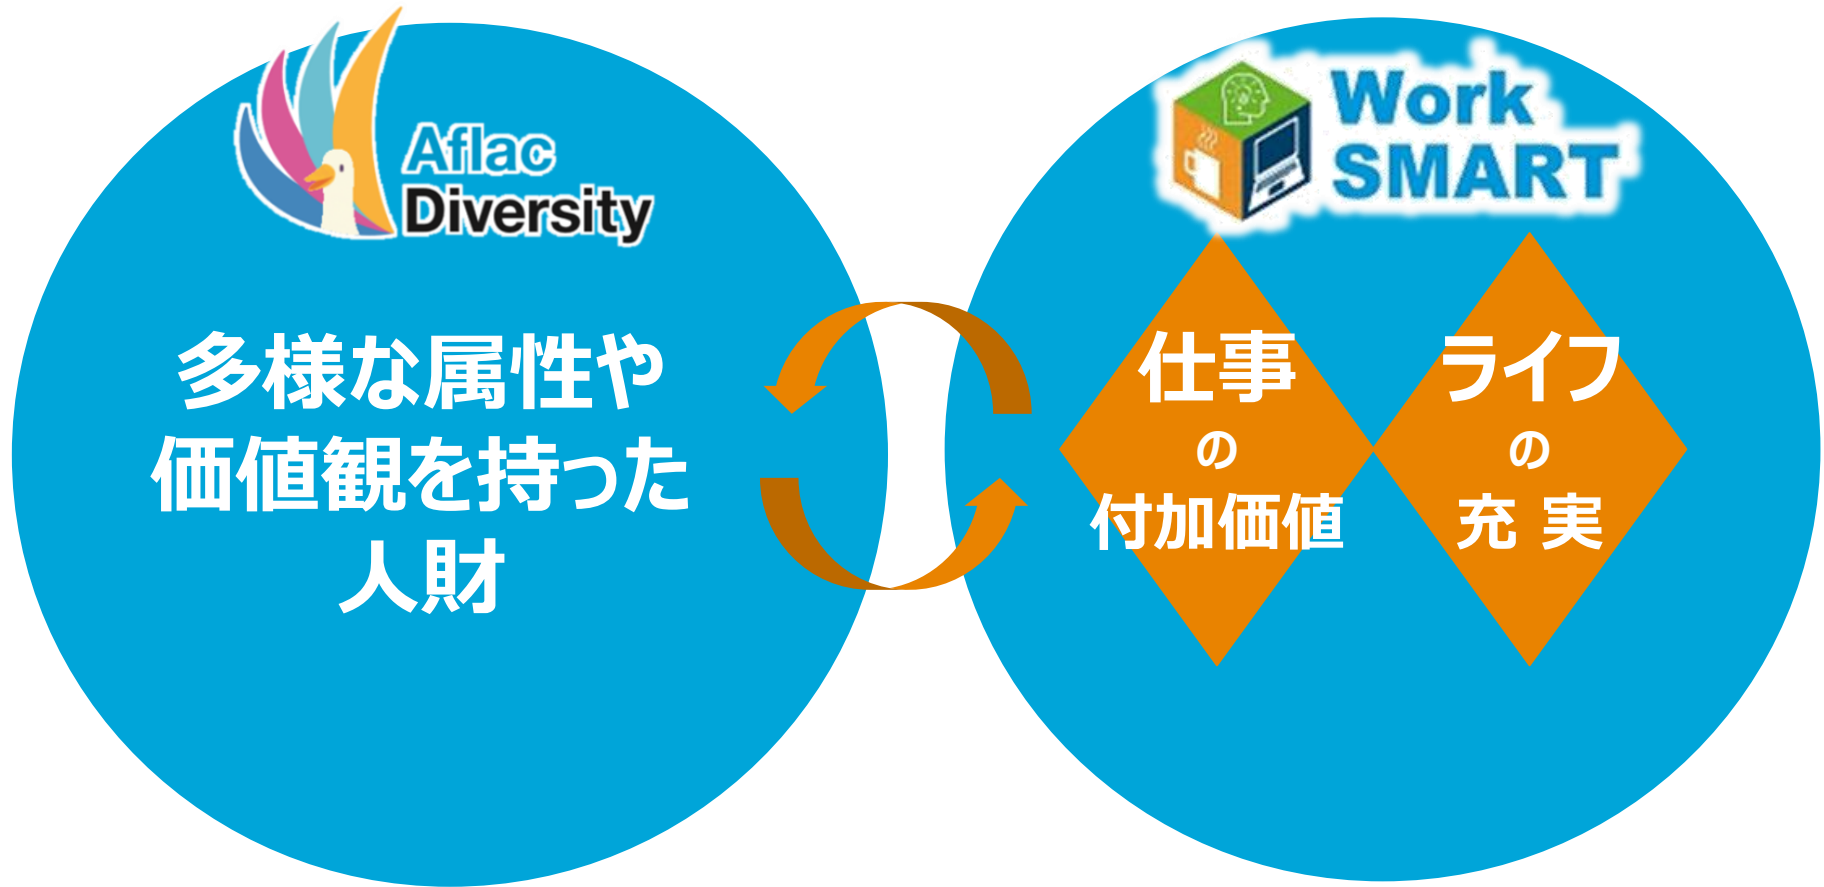 Aflac
Diversity
多様な属性や
価値観を持った
人財
Work
SMART
仕事
の
付加価値
ライフ
の
充 実